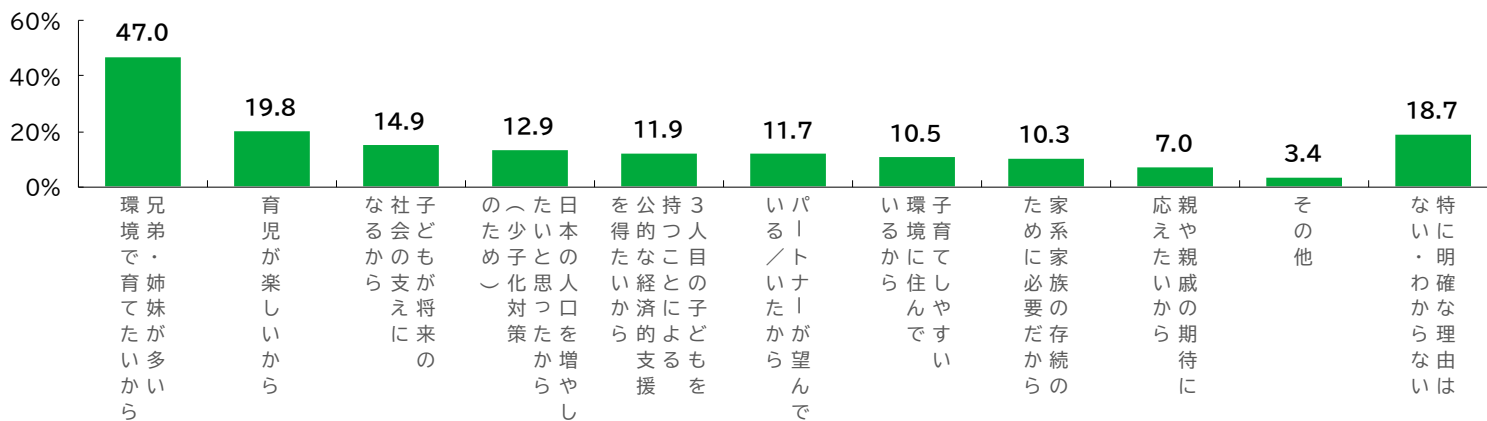 60%
40%
20%
0%
47.0
19.8
14.9
12.9
11.9
11.7
10.5
10.3
7.0
3.4
18.7
兄弟・姉妹が多い
環境で育てたいから
育児が楽しいから
子どもが将来の
社会の支えに
なるから
日本の人口を増やし
たいと思ったから
（少子化対策
のため）
３人目の子どもを
持つことによる
公的な経済的支援
を得たいから
パートナーが望んで
いる／いたから
子育てしやすい
環境に住んで
いるから
家系家族の存続の
ために必要だから
親や親戚の期待に
応えたいから
その他
特に明確な理由は
ない・わからない